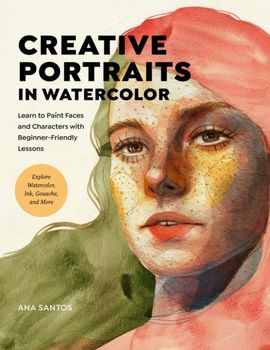 CREATIVE
PORTRAITS
IN WATERCOLOR
Learn to Paint Faces
and Characters with
Beginner-Friendly
Lessons
Explore
Watercolor,
Ink, Gouache,
and More
ANA SANTOS